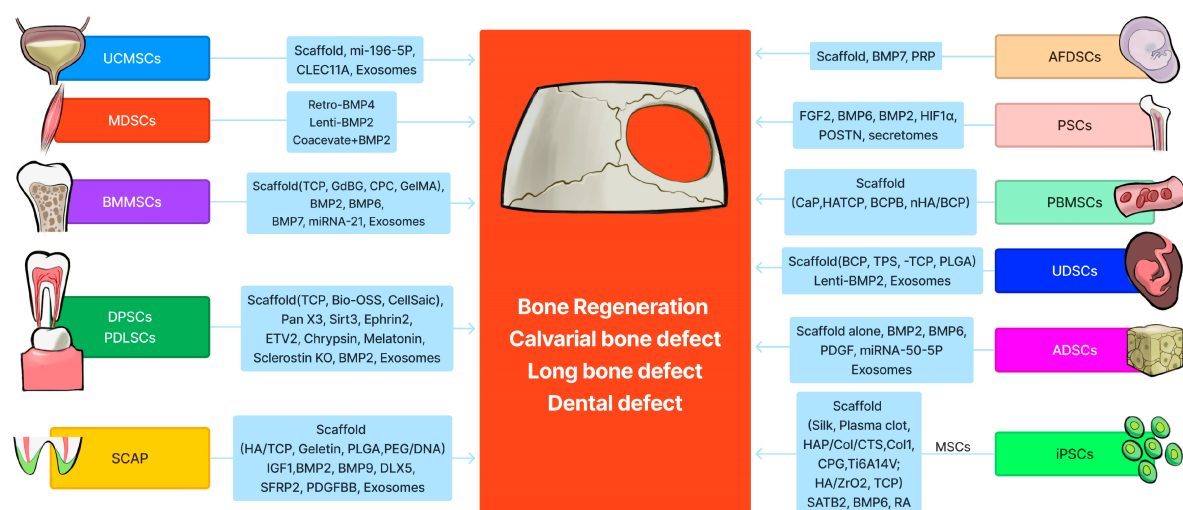 UCMSCs
Scaffold, mi-196-5P,
CLEC11A, Exosomes
MDSCs
Retro-BMP4
Lenti-BMP2
Coacevate+BMP2
BMMSCs
Scaffold(TCP, GdBG, CPC, GelMA),
BMP2, BMP6,
BMP7, miRNA-21, Exosomes
DPSCs
PDLSCs
Scaffold(TCP, Bio-OSS, CellSaic),
Pan X3, Sirt3, Ephrin2,
ETV2, Chrypsin, Melatonin,
Sclerostin KO, BMP2, Exosomes
SCAP
Scaffold
(HA/TCP, Geletin, PLGA,PEG/DNA)
IGF1,BMP2, BMP9, DLX5,
SFRP2, PDGFBB, Exosomes
Bone Regeneration
Calvarial bone defect
Long bone defect
Dental defect
Scaffold, BMP7, PRP
AFDSCs
FGF2, BMP6, BMP2, HIF1α,
POSTN, secretomes
PSCs
Scaffold
(CaP,HATCP, BCPB, nHA/BCP)
PBMSCs
Scaffold(BCP, TPS, -TCP, PLGA)
Lenti-BMP2, Exosomes
UDSCs
Scaffold alone, BMP2, BMP6,
PDGF, miRNA-50-5P
Exosomes
ADSCs
Scaffold
(Silk, Plasma clot,
HAP/Col/CTS,Col1,
CPG,Ti6A14V;
HA/ZrO2, TCP)
SATB2, BMP6, RA
MSCs
iPSCs